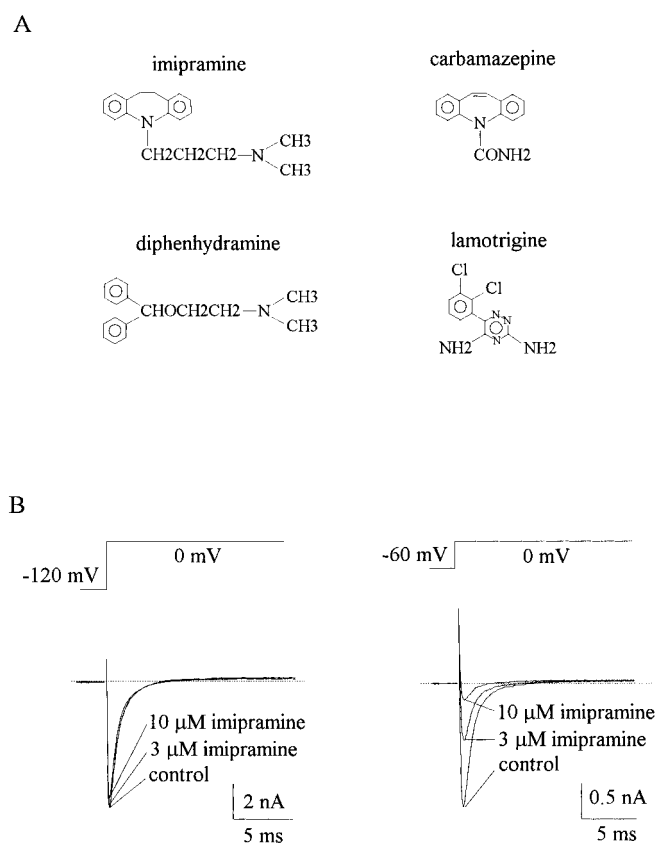 A
imipramine
carbamazepine
N
CH2CH2CH2—N
CH3
CH3
N
CONH2
diphenhydramine
lamotrigine
CHOCH2CH2—N
CH3
CH3
Cl
Cl
N
N
N
NH2
NH2
B
-120 mV
0 mV
-60 mV
0 mV
10 μM imipramine
3 μM imipramine
control
2 nA
5 ms
10 μM imipramine
3 μM imipramine
control
0.5 nA
5 ms